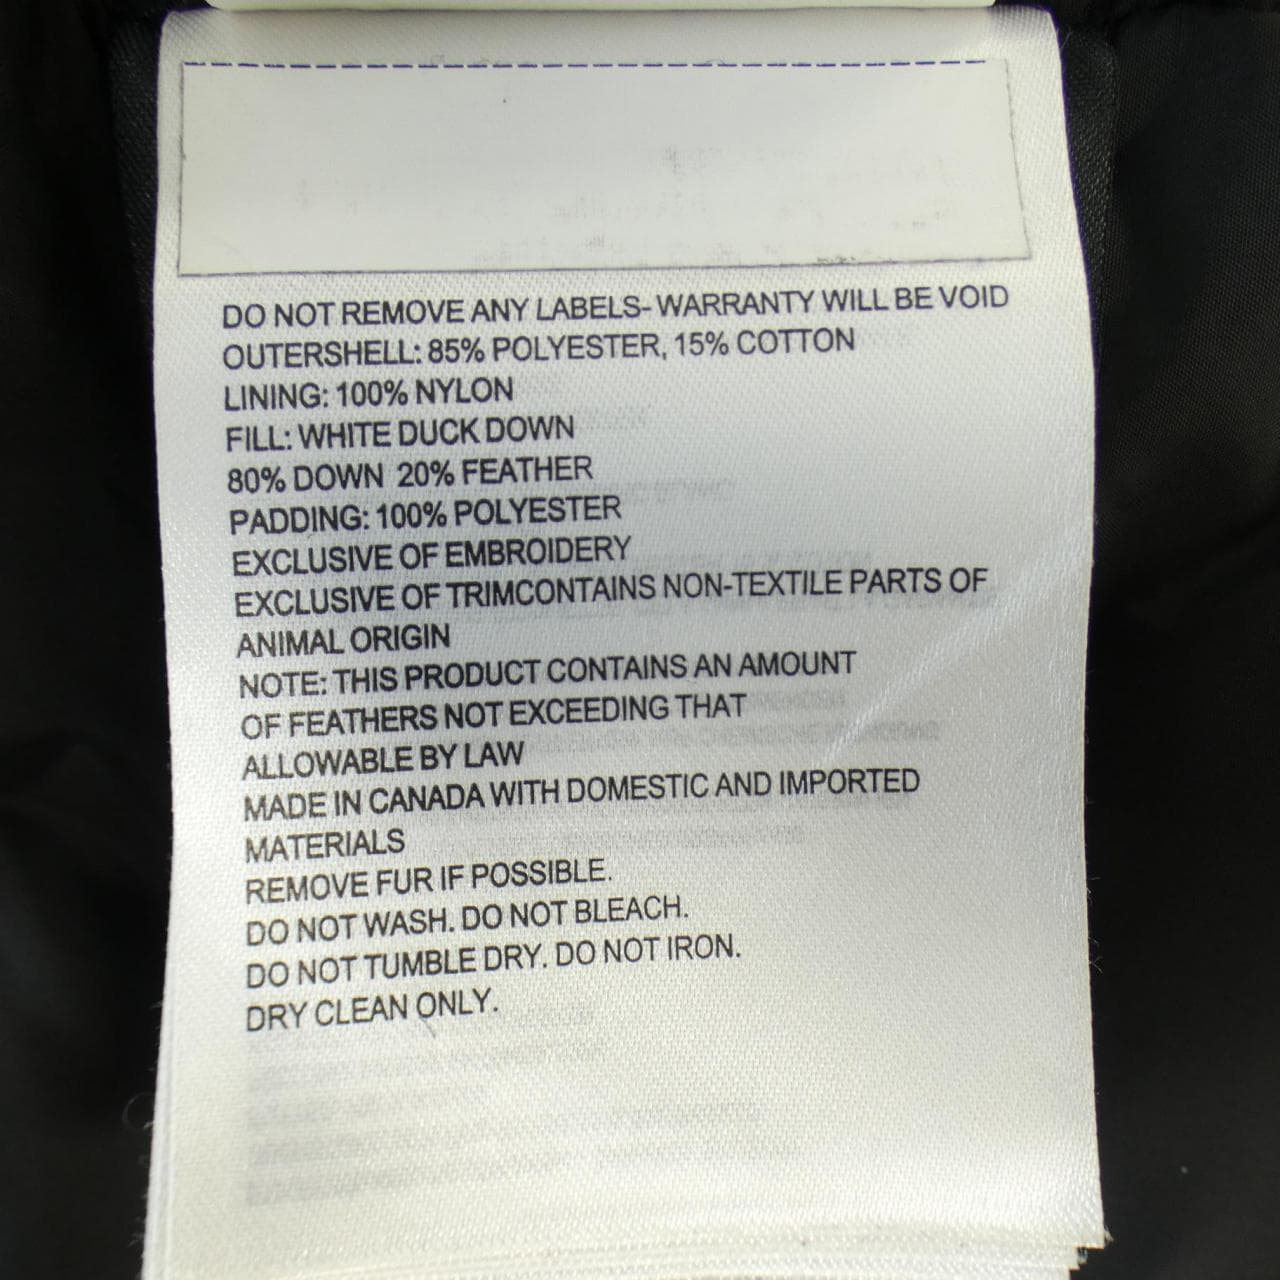 DO NOT REMOVE ANY LABELS- WARRANTY WILL BE VOID
OUTERSHELL: 85% POLYESTER, 15% COTTON
LINING: 100% NYLON
FILL: WHITE DUCK DOWN
80% DOWN 20% FEATHER
PADDING: 100% POLYESTER
EXCLUSIVE OF EMBROIDERY
EXCLUSIVE OF TRIMCONTAINS NON-TEXTILE PARTS OF
ANIMAL ORIGIN
NOTE: THIS PRODUCT CONTAINS AN AMOUNT
OF FEATHERS NOT EXCEEDING THAT
ALLOWABLE BY LAW
MADE IN CANADA WITH DOMESTIC AND IMPORTED
MATERIALS
REMOVE FUR IF POSSIBLE.
DO NOT WASH. DO NOT BLEACH.
DO NOT TUMBLE DRY. DO NOT IRON.
DRY CLEAN ONLY.